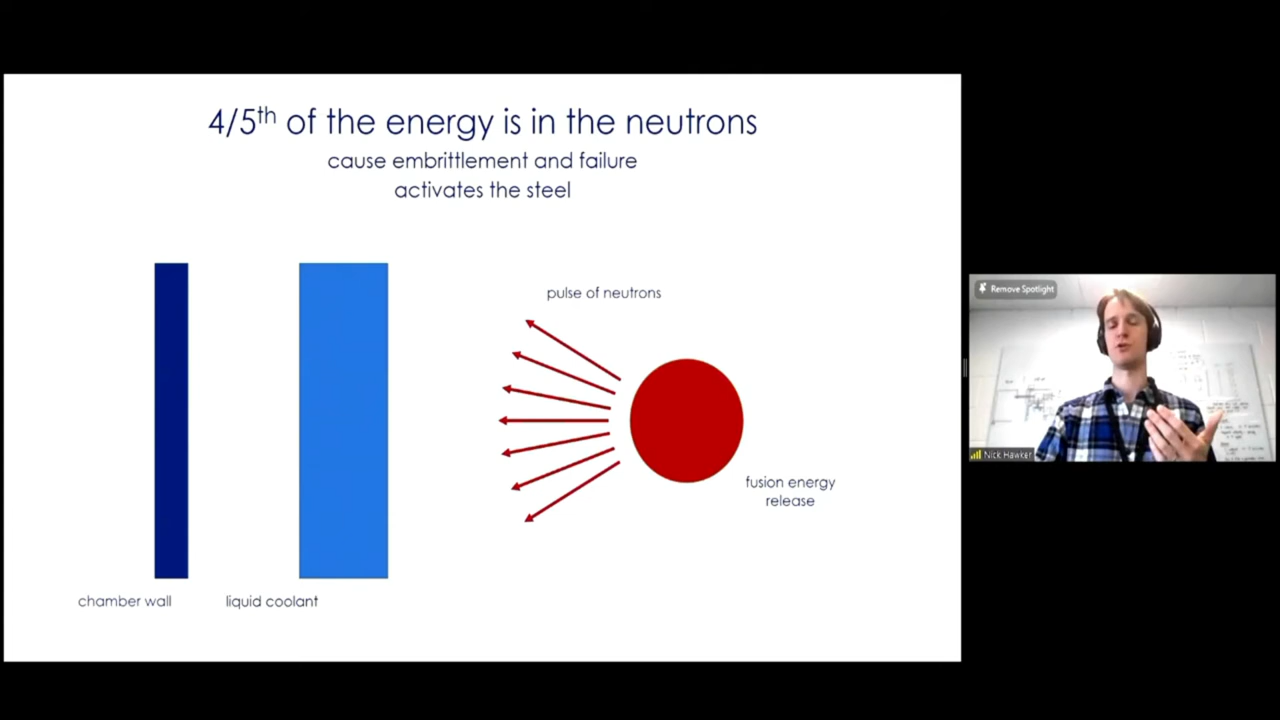 4/5th of the energy is in the neutrons
cause embrittlement and failure
activates the steel
pulse of neutrons
fusion energy
release
chamber wall
liquid coolant
Remove Spotlight
Nick Hawker